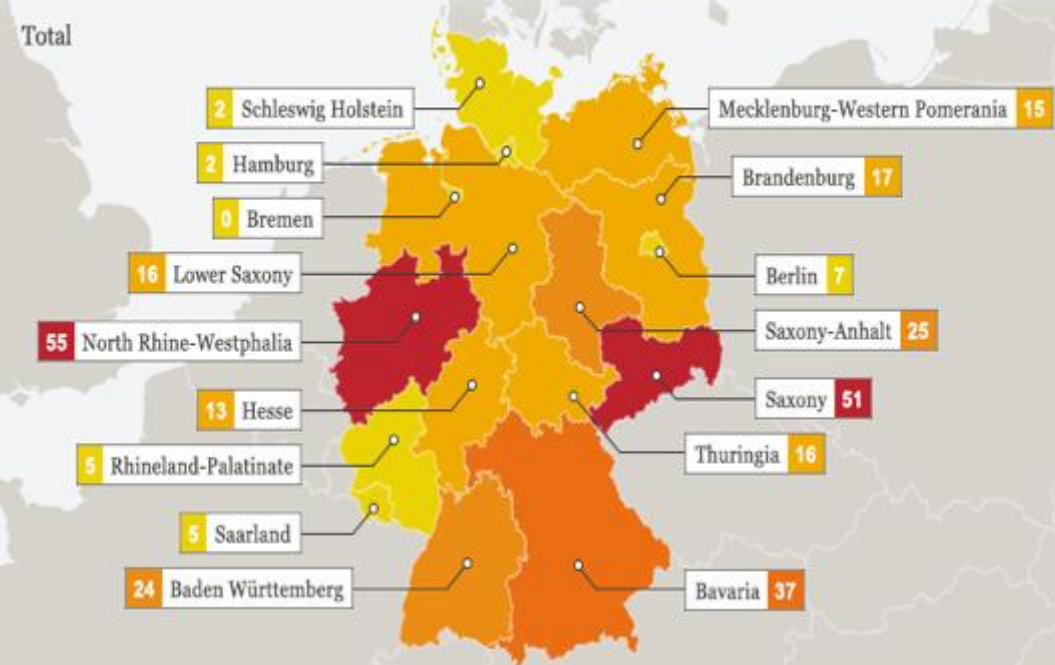 Total
2 Schleswig Holstein
Mecklenburg-Western Pomerania 15
2 Hamburg
Brandenburg 17
0 Bremen
16 Lower Saxony
Berlin 7
55 North Rhine-Westphalia
Saxony-Anhalt 25
13 Hesse
Saxony 51
5 Rhineland-Palatinate
Thuringia 16
5 Saarland
24 Baden Württemberg
Bavaria 37